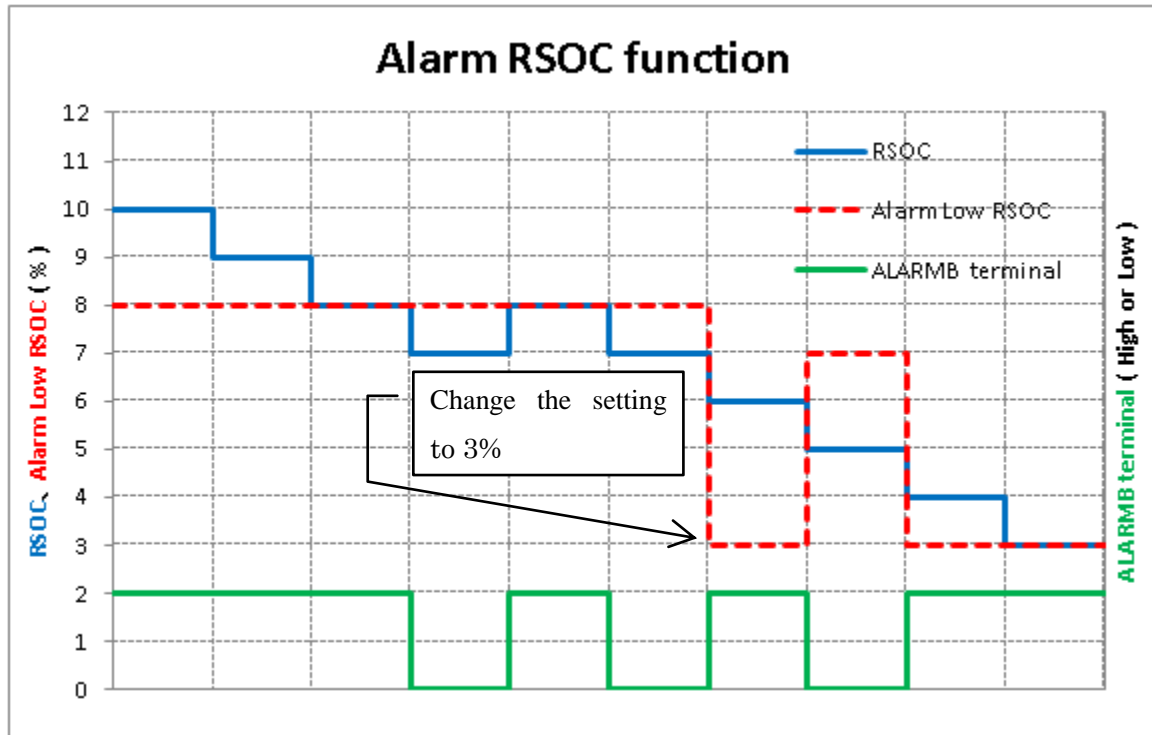 Alarm RSOC function
12
11
10
9
8
7
6
5
4
3
2
1
0
RSOC、Alarm Low RSOC ( % )
RSOC
Alarm Low RSOC
ALARMB terminal
Change the setting
to 3%
ALARMB terminal ( High or Low )